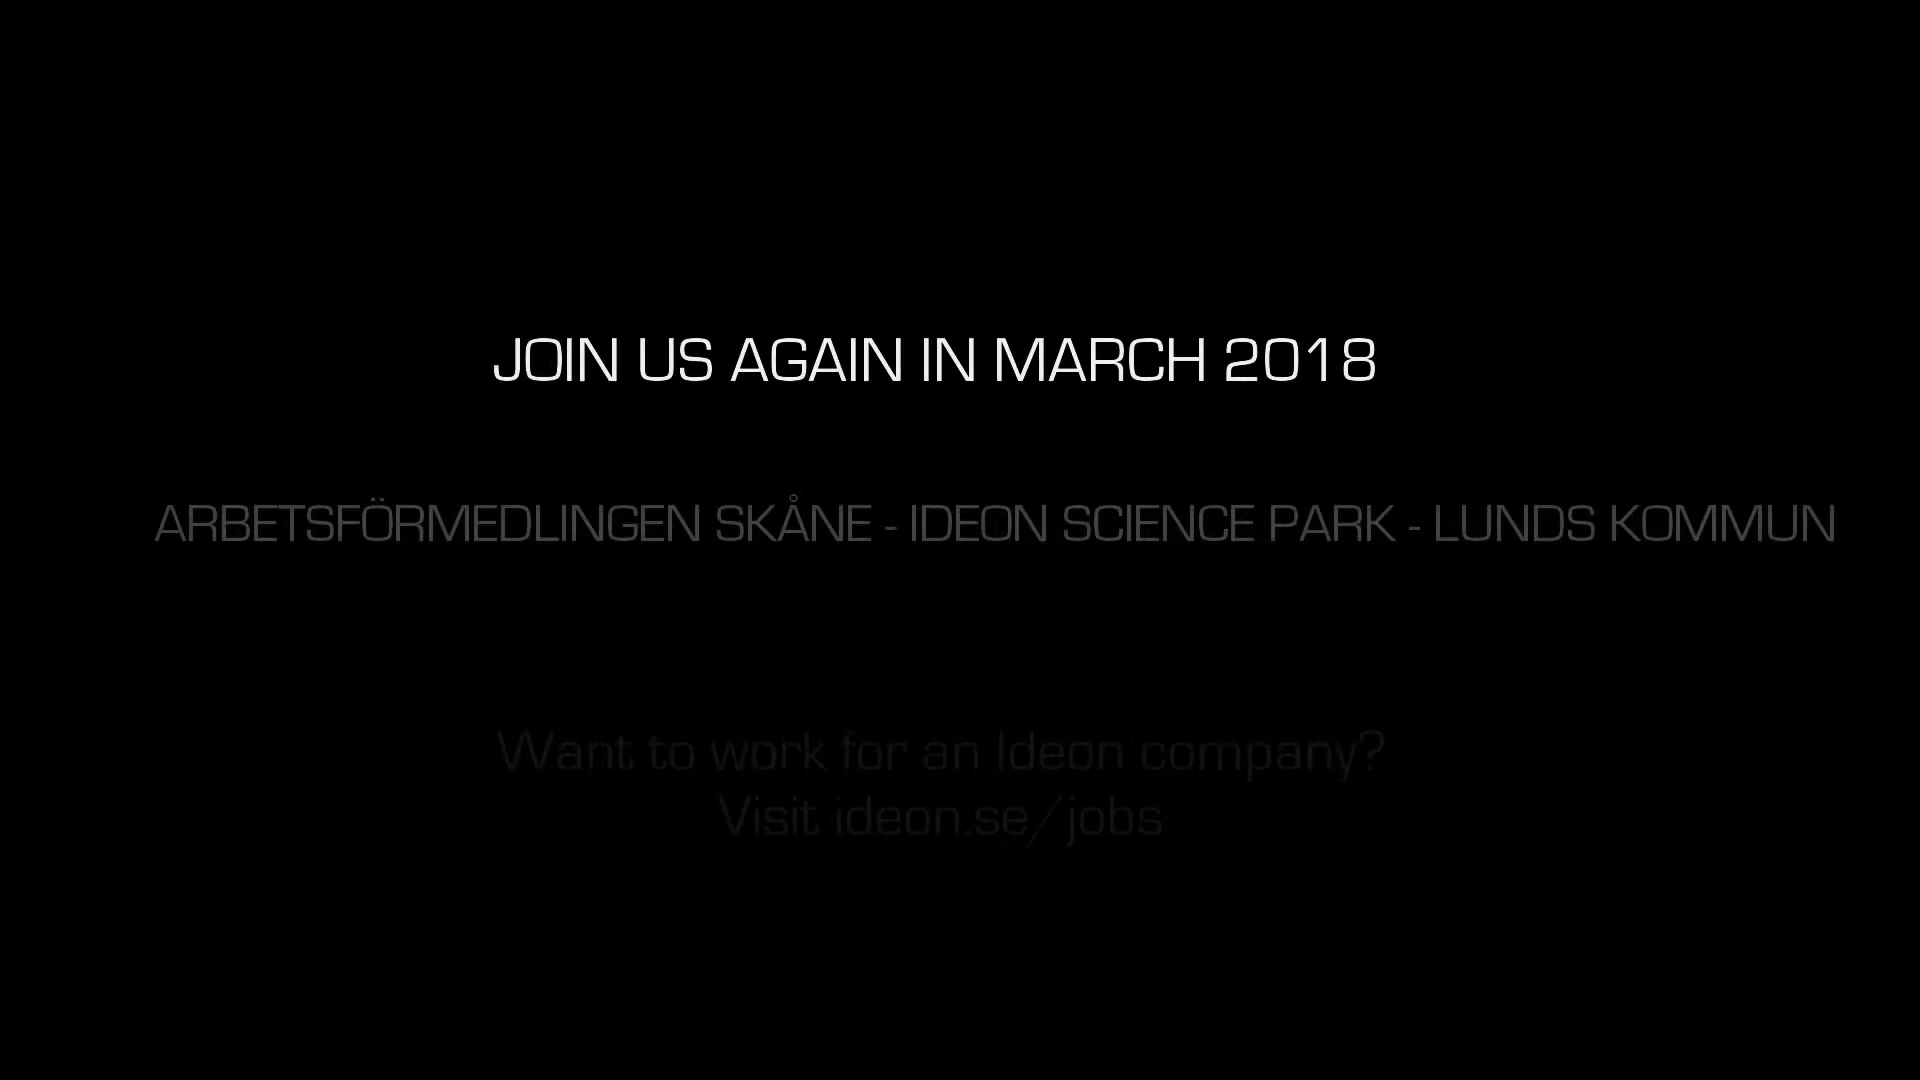 JOIN US AGAIN IN MARCH 2018
ARBETSFÖRMEDLINGEN SKÅNE - IDEON SCIENCE PARK - LUNDS KOMMUN
Want to work for an Ideon company?
Visit ideon.se/jobs